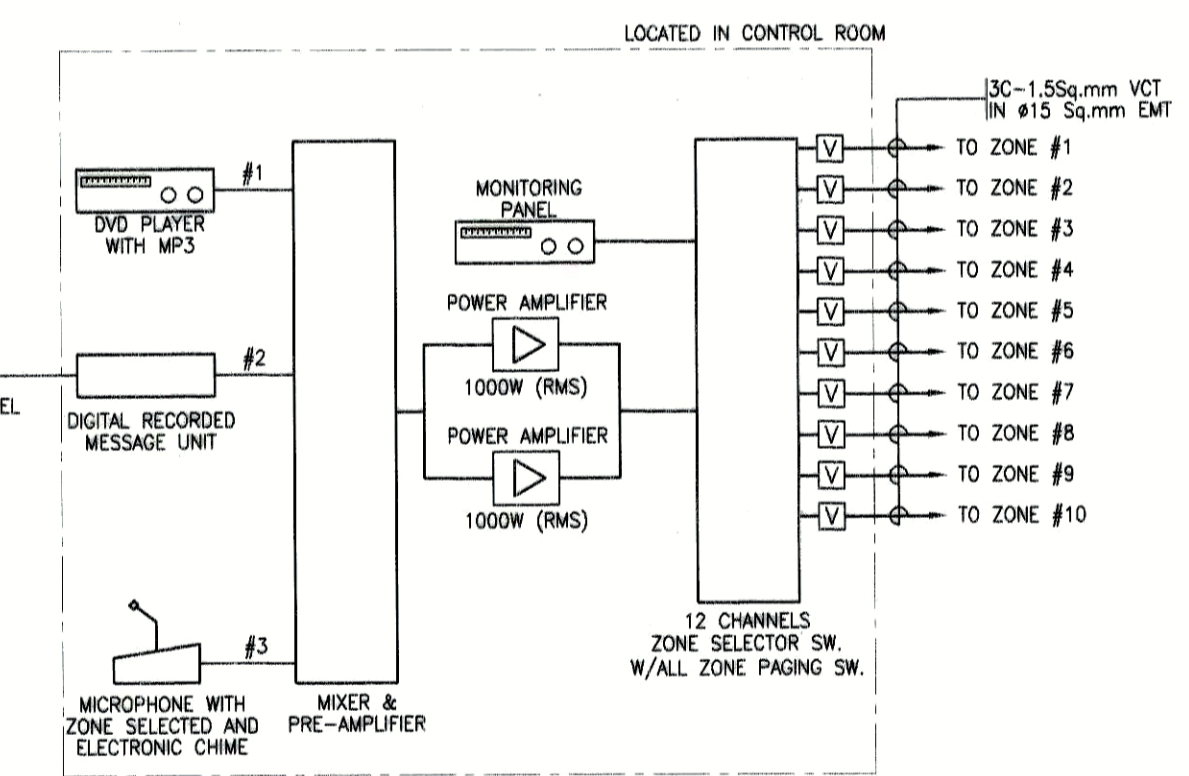 LOCATED IN CONTROL ROOM
3C-1.5Sq.mm VCT
IN ø15 Sq.mm EMT
#1
DVD PLAYER
WITH MP3
MONITORING
PANEL
V TO ZONE #1
V TO ZONE #2
V TO ZONE #3
V TO ZONE #4
V TO ZONE #5
V TO ZONE #6
V TO ZONE #7
V TO ZONE #8
V TO ZONE #9
V TO ZONE #10
POWER AMPLIFIER
1000W (RMS)
#2
EL
DIGITAL RECORDED
MESSAGE UNIT
POWER AMPLIFIER
1000W (RMS)
#3
MICROPHONE WITH
ZONE SELECTED AND
ELECTRONIC CHIME
MIXER &
PRE-AMPLIFIER
12 CHANNELS
ZONE SELECTOR SW.
W/ALL ZONE PAGING SW.